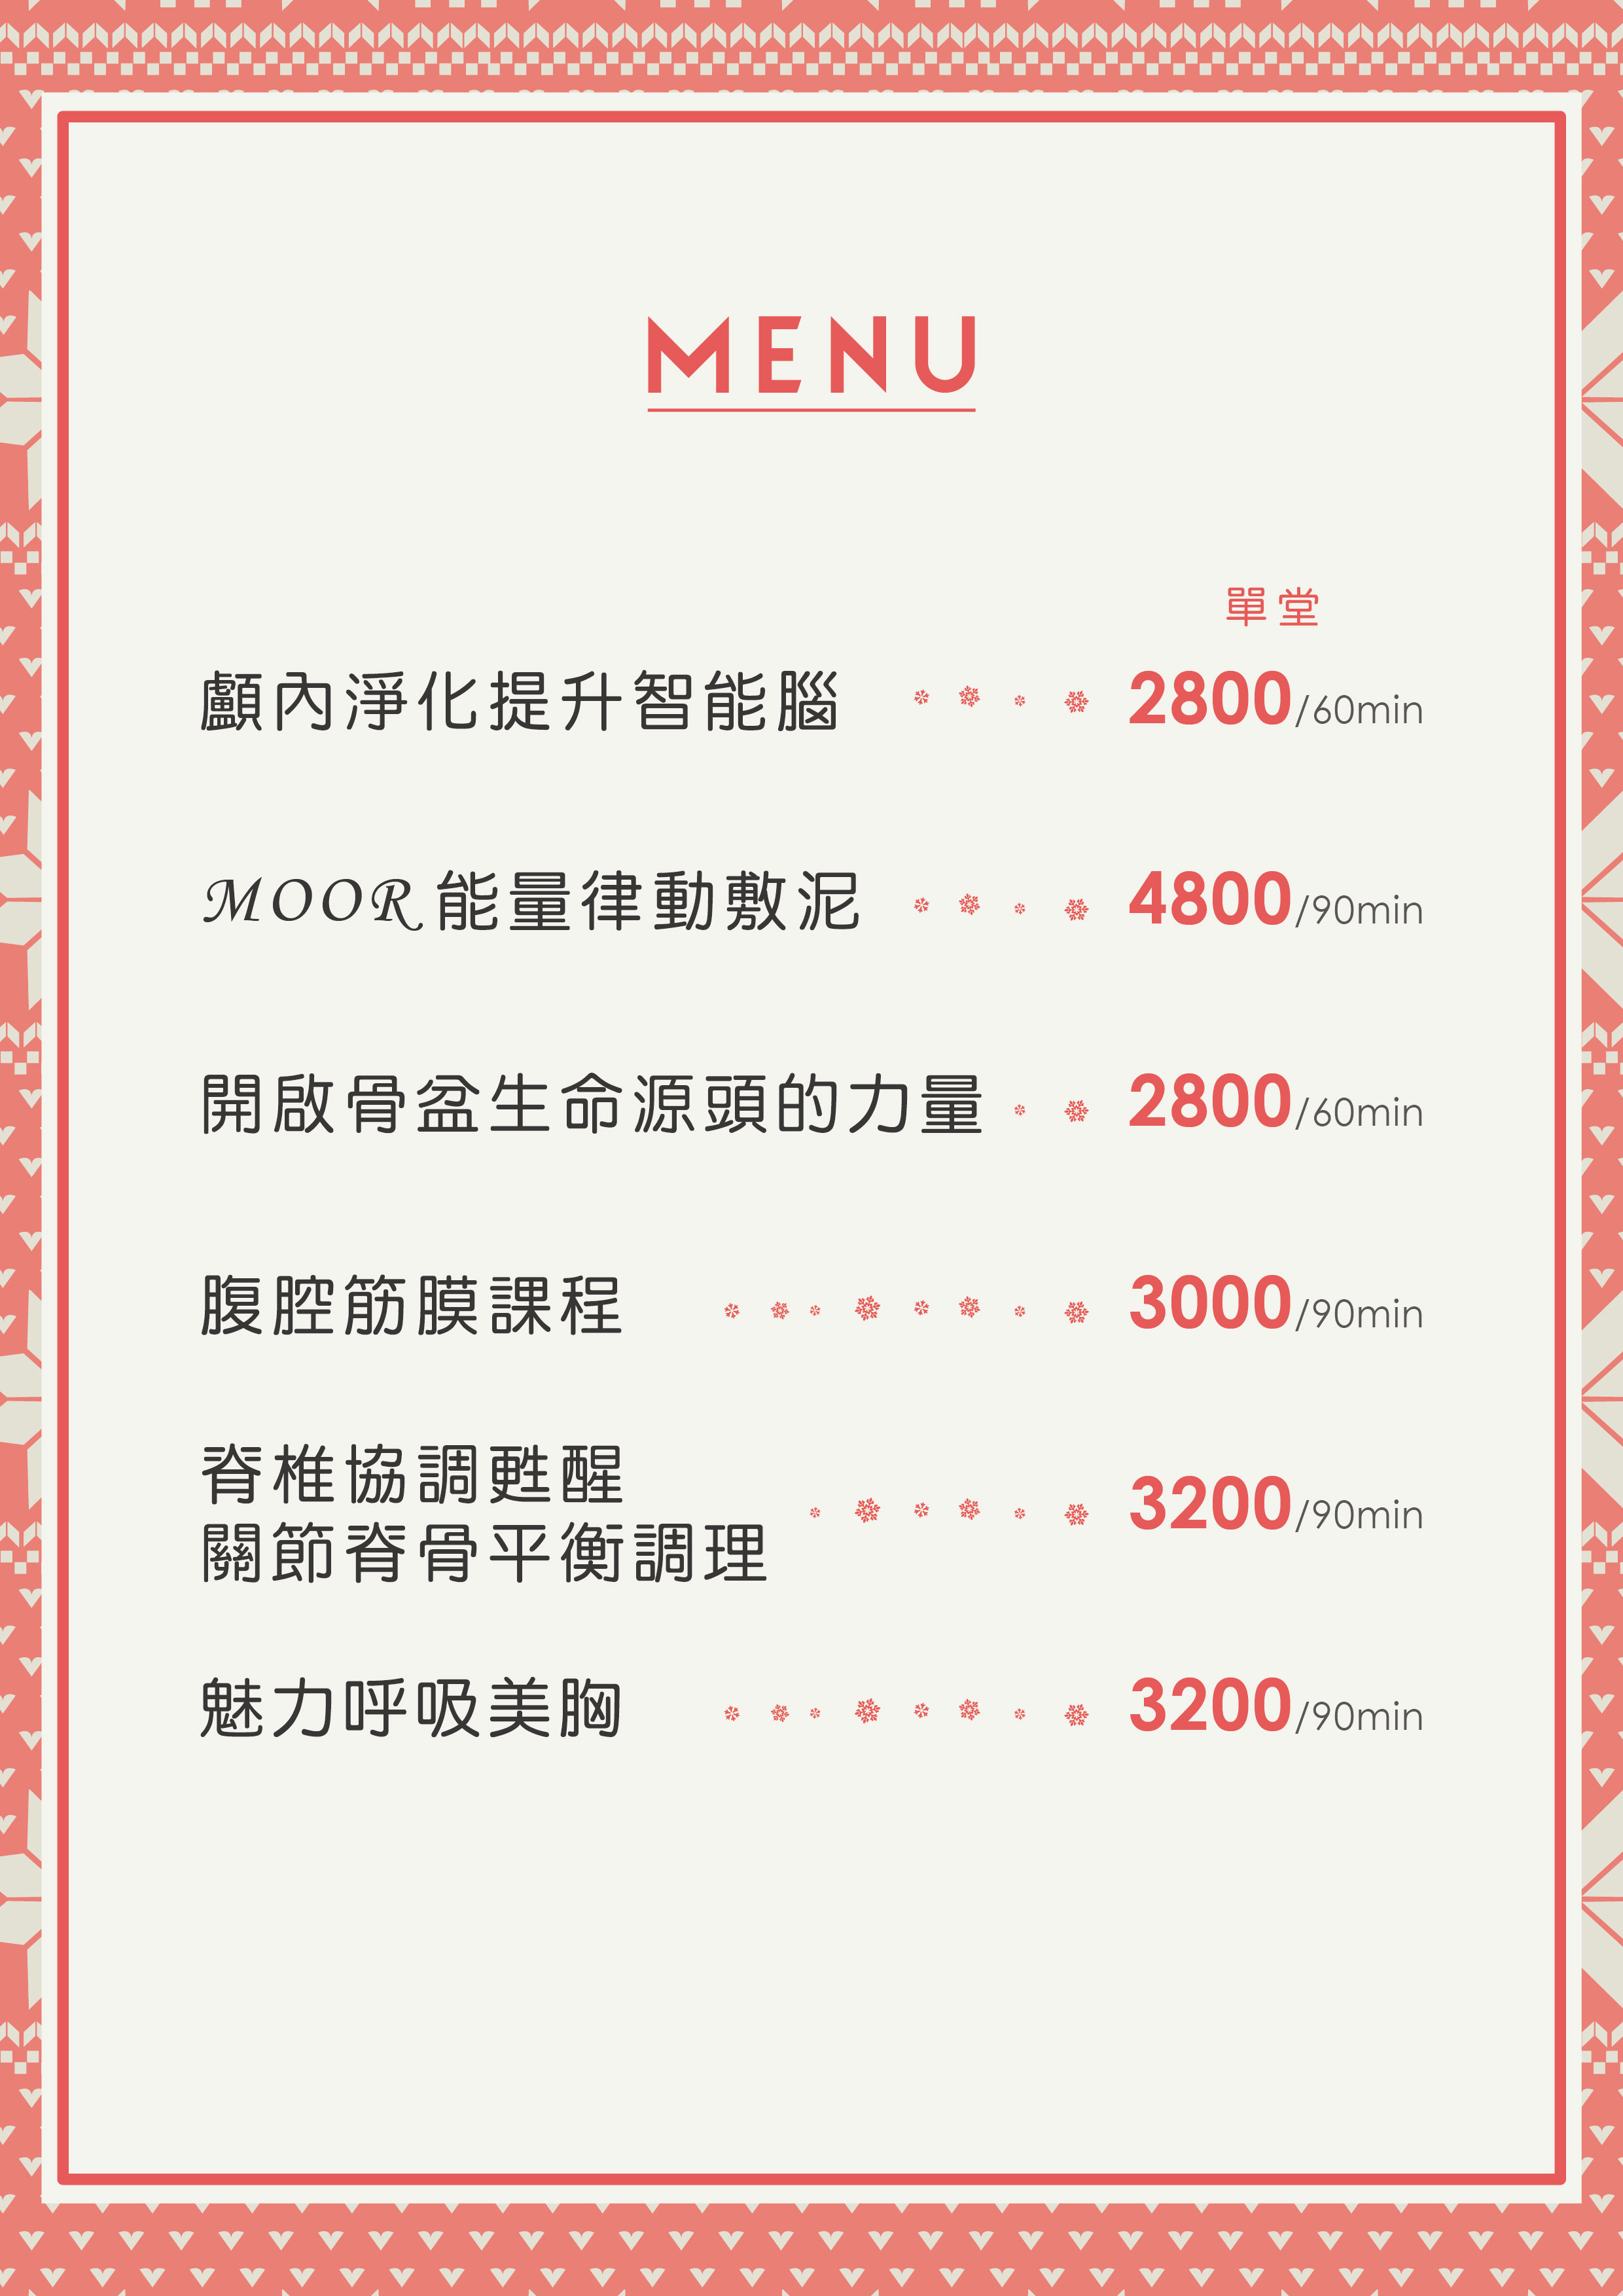 MENU
單堂
顱內淨化提升智能腦 2800/60min
MOOR能量律動敷泥 4800/90min
開啟骨盆生命源頭的力量 2800/60min
腹腔筋膜課程 3000/90min
脊椎協調甦醒
關節脊骨平衡調理 3200/90min
魅力呼吸美胸 3200/90min